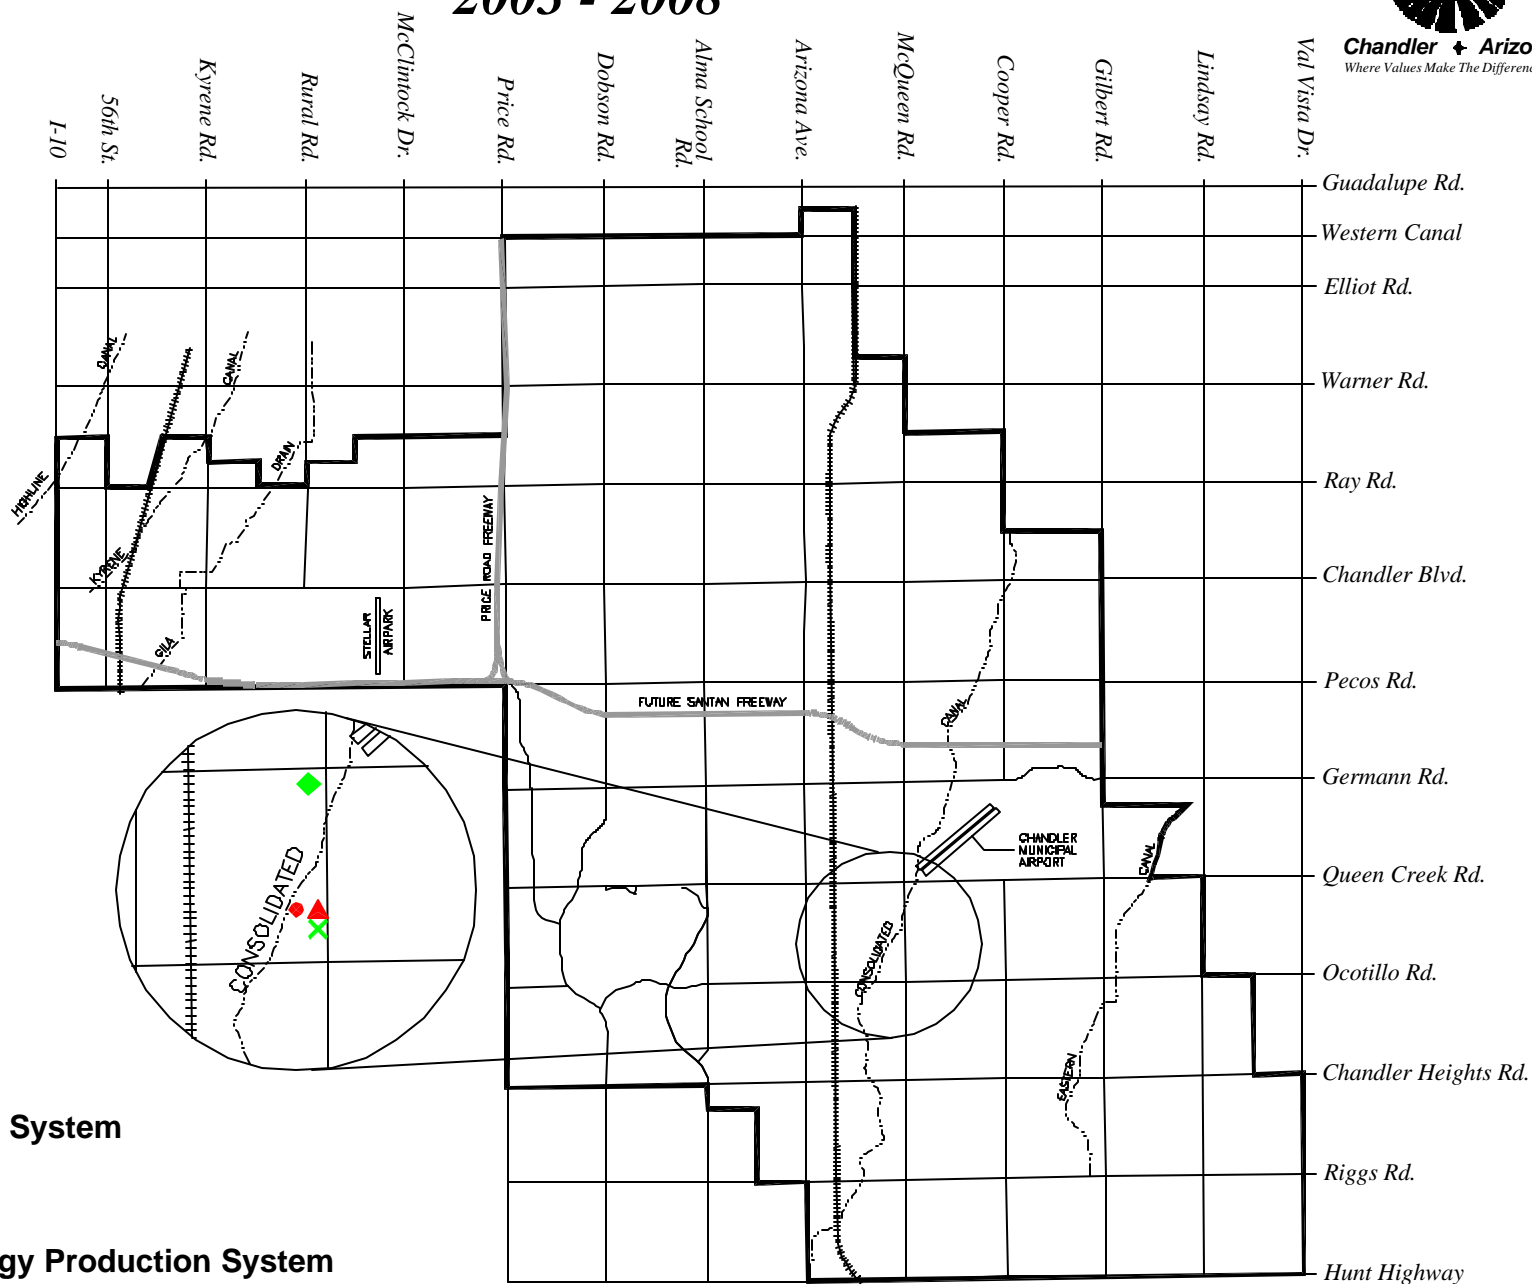 2003 - 2008
Chandler Arizo
Where Values Make The Differen
I-10
56th St.
Kyrene Rd.
Rural Rd.
McClintock Dr.
Price Rd.
Dobson Rd.
Alma School
Rd.
Arizona Ave.
McQueen Rd.
Cooper Rd.
Gilbert Rd.
Lindsay Rd.
Val Vista Dr.
Guadalupe Rd.
Western Canal
Elliot Rd.
Warner Rd.
Ray Rd.
Chandler Blvd.
Pecos Rd.
Germann Rd.
Queen Creek Rd.
Ocotillo Rd.
Chandler Heights Rd.
Riggs Rd.
Hunt Highway
HIGHLINE
CANAL
KYRENE
CANAL
GILA
DRAIN
STELLAR
AIRPARK
PRICE ROAD FREEWAY
FUTURE SANTAN FREEWAY
CANAL
CONSOLIDATED
CHANDLER
MUNICIPAL
AIRPORT
CANAL
EASTERN
CONSOLIDATED
System
gy Production System